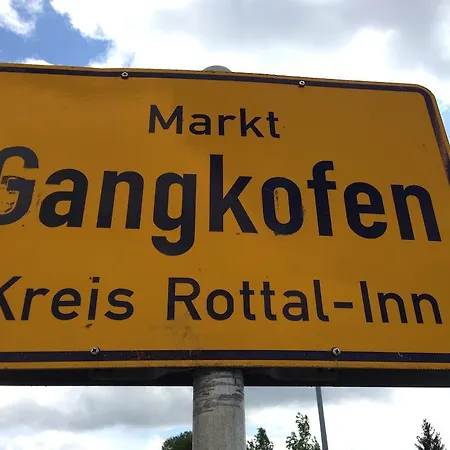 Markt
Gangkofen
Kreis Rottal-Inn